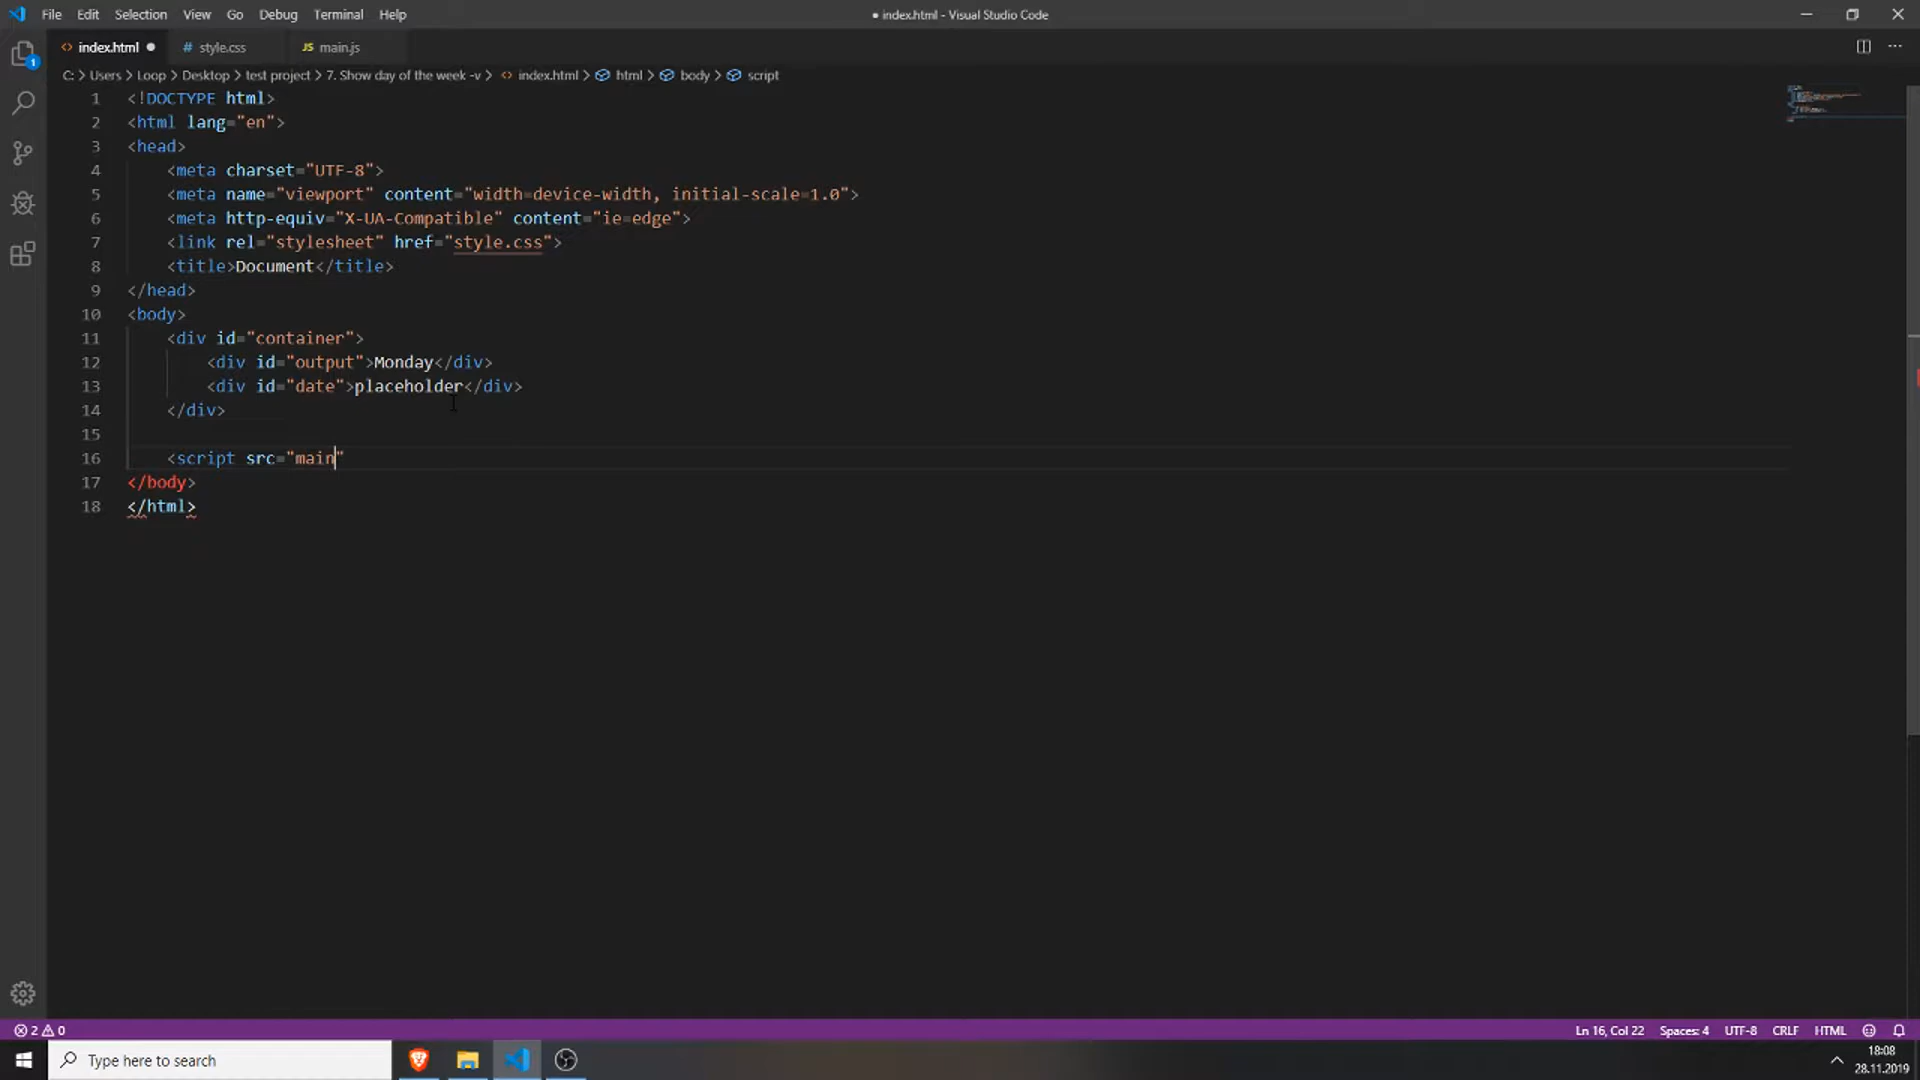 File Edit Selection View Go Debug Terminal Help
● index.html - Visual Studio Code
index.html ●
# style.css
JS main.js
C: > Users > Loop > Desktop > test project > 7. Show day of the week -v > index.html > html > body > script
1 <!DOCTYPE html>
2 <html lang="en">
3 <head>
4 <meta charset="UTF-8">
5 <meta name="viewport" content="width=device-width, initial-scale=1.0">
6 <meta http-equiv="X-UA-Compatible" content="ie=edge">
7 <link rel="stylesheet" href="style.css">
8 <title>Document</title>
9 </head>
10 <body>
11 <div id="container">
12 <div id="output">Monday</div>
13 <div id="date">placeholder</div>
14 </div>
15
16 <script src="main"
17 </body>
18 </html>
1
2 0
Ln 16, Col 22 Spaces: 4 UTF-8 CRLF HTML
Type here to search
18:08
28.11.2019